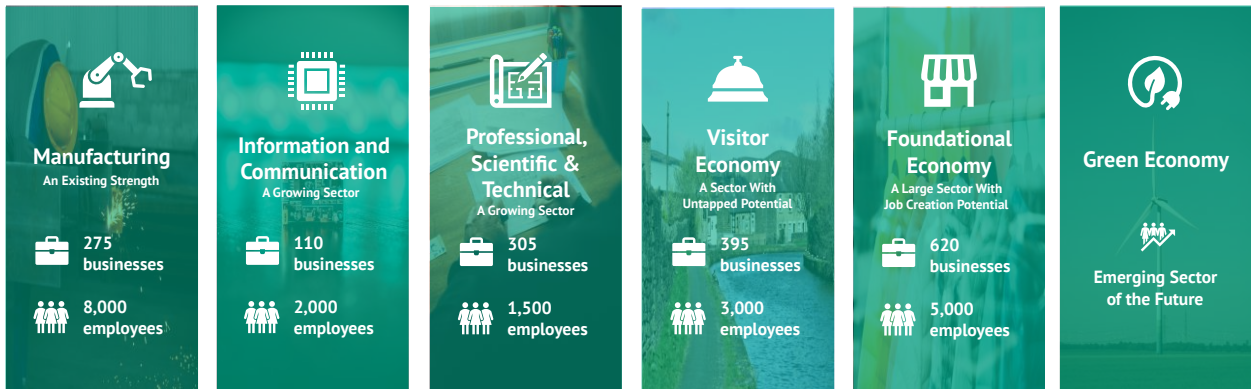 Manufacturing
An Existing Strength
275
businesses
8,000
employees
Information and
Communication
A Growing Sector
110
businesses
2,000
employees
Professional,
Scientific &
Technical
A Growing Sector
305
businesses
1,500
employees
Visitor
Economy
A Sector With
Untapped Potential
395
businesses
3,000
employees
Foundational
Economy
A Large Sector With
Job Creation Potential
620
businesses
5,000
employees
Green Economy
Emerging Sector
of the Future